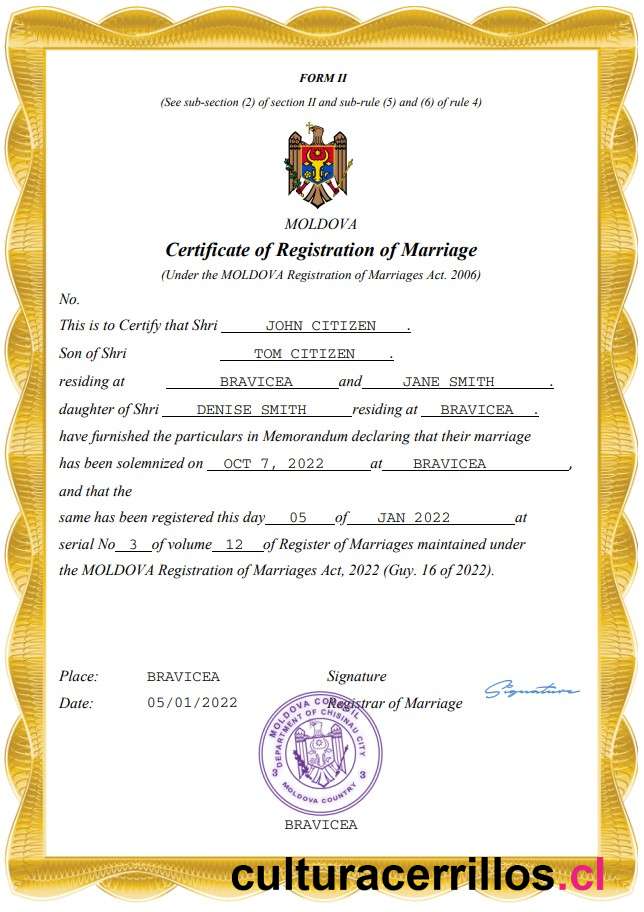 FORM II
(See sub-section (2) of section II and sub-rule (5) and (6) of rule 4)
MOLDOVA
Certificate of Registration of Marriage
(Under the MOLDOVA Registration of Marriages Act. 2006)
No.
This is to Certify that Shri JOHN CITIZEN .
Son of Shri TOM CITIZEN .
residing at BRAVICEA and JANE SMITH .
daughter of Shri DENISE SMITH residing at BRAVICEA .
have furnished the particulars in Memorandum declaring that their marriage
has been solemnized on OCT 7, 2022 at BRAVICEA ,
and that the
same has been registered this day 05 of JAN 2022 at
serial No 3 of volume 12 of Register of Marriages maintained under
the MOLDOVA Registration of Marriages Act, 2022 (Guy. 16 of 2022).
Place: BRAVICEA Signature
Signature
Date: 05/01/2022 Registrar of Marriage
MOLDOVA COUNCIL
DEPARTMENT OF CHISINAU CITY
3 3
MOLDOVA COUNTRY
BRAVICEA
culturacerrillos.cl